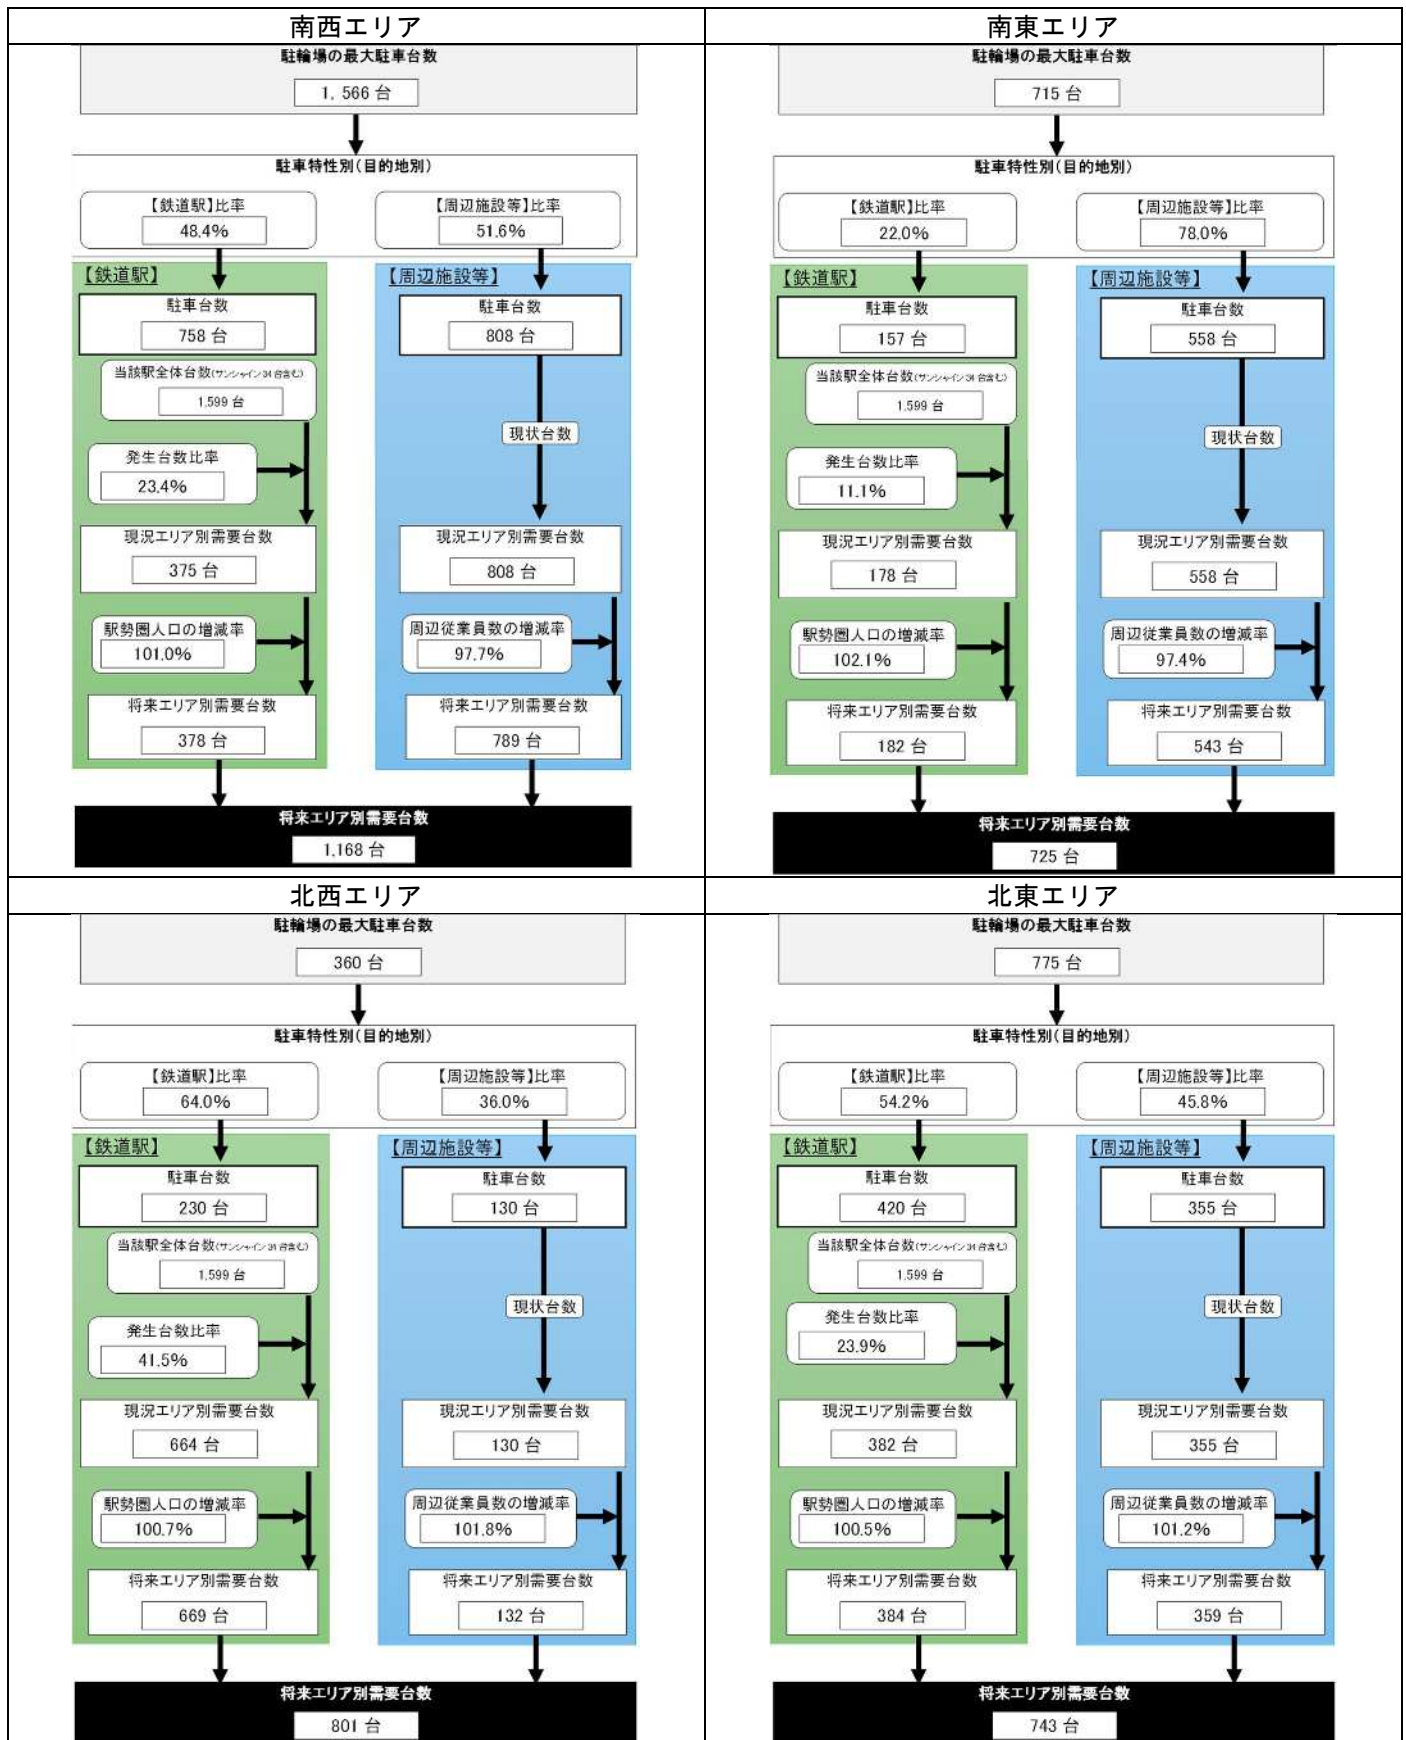 南西エリア
駐輪場の最大駐車台数
1,566 台
駐車特性別(目的地別)
【鉄道駅】比率
48.4%
【周辺施設等】比率
51.6%
【鉄道駅】
駐車台数
758 台
当該駅全体台数(サンシャイン34台含む)
1,599 台
発生台数比率
23.4%
現況エリア別需要台数
375 台
駅勢圏人口の増減率
101.0%
将来エリア別需要台数
378 台
【周辺施設等】
駐車台数
808 台
現状台数
現況エリア別需要台数
808 台
周辺従業員数の増減率
97.7%
将来エリア別需要台数
789 台
将来エリア別需要台数
1,168 台
南東エリア
駐輪場の最大駐車台数
715 台
駐車特性別(目的地別)
【鉄道駅】比率
22.0%
【周辺施設等】比率
78.0%
【鉄道駅】
駐車台数
157 台
当該駅全体台数(サンシャイン34台含む)
1,599 台
発生台数比率
11.1%
現況エリア別需要台数
178 台
駅勢圏人口の増減率
102.1%
将来エリア別需要台数
182 台
【周辺施設等】
駐車台数
558 台
現状台数
現況エリア別需要台数
558 台
周辺従業員数の増減率
97.4%
将来エリア別需要台数
543 台
将来エリア別需要台数
725 台
北西エリア
駐輪場の最大駐車台数
360 台
駐車特性別(目的地別)
【鉄道駅】比率
64.0%
【周辺施設等】比率
36.0%
【鉄道駅】
駐車台数
230 台
当該駅全体台数(サンシャイン34台含む)
1,599 台
発生台数比率
41.5%
現況エリア別需要台数
664 台
駅勢圏人口の増減率
100.7%
将来エリア別需要台数
669 台
【周辺施設等】
駐車台数
130 台
現状台数
現況エリア別需要台数
130 台
周辺従業員数の増減率
101.8%
将来エリア別需要台数
132 台
将来エリア別需要台数
801 台
北東エリア
駐輪場の最大駐車台数
775 台
駐車特性別(目的地別)
【鉄道駅】比率
54.2%
【周辺施設等】比率
45.8%
【鉄道駅】
駐車台数
420 台
当該駅全体台数(サンシャイン34台含む)
1,599 台
発生台数比率
23.9%
現況エリア別需要台数
382 台
駅勢圏人口の増減率
100.5%
将来エリア別需要台数
384 台
【周辺施設等】
駐車台数
355 台
現状台数
現況エリア別需要台数
355 台
周辺従業員数の増減率
101.2%
将来エリア別需要台数
359 台
将来エリア別需要台数
743 台